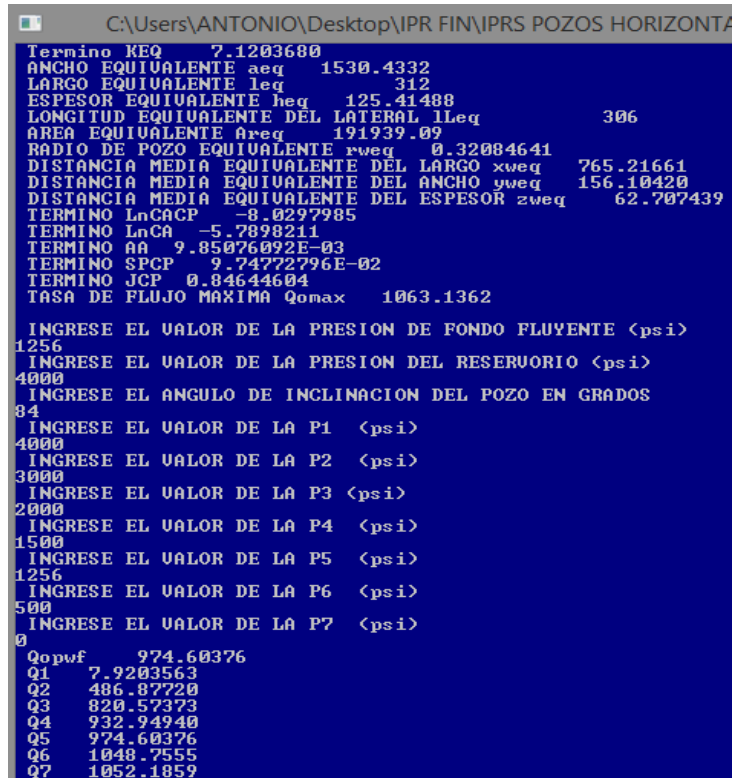 C:\Users\ANTONIO\Desktop\IPR FIN\IPRS POZOS HORIZONTA
Termino KEQ 7.1203680
ANCHO EQUIVALENTE aeq 1530.4332
LARGO EQUIVALENTE leq 312
ESPESOR EQUIVALENTE heq 125.41488
LONGITUD EQUIVALENTE DEL LATERAL lLeq 306
AREA EQUIVALENTE Areq 191939.09
RADIO DE POZO EQUIVALENTE rweq 0.32084641
DISTANCIA MEDIA EQUIVALENTE DEL LARGO xweq 765.21661
DISTANCIA MEDIA EQUIVALENTE DEL ANCHO yweq 156.10420
DISTANCIA MEDIA EQUIVALENTE DEL ESPESOR zweq 62.707439
TERMINO LnCACP -8.0297985
TERMINO LnCA -5.7898211
TERMINO AA 9.85076092E-03
TERMINO SPCP 9.74772796E-02
TERMINO JCP 0.84644604
TASA DE FLUJO MAXIMA Qomax 1063.1362
INGRESE EL VALOR DE LA PRESION DE FONDO FLUYENTE (psi)
1256
INGRESE EL VALOR DE LA PRESION DEL RESERVORIO (psi)
4000
INGRESE EL ANGULO DE INCLINACION DEL POZO EN GRADOS
84
INGRESE EL VALOR DE LA P1 (psi)
4000
INGRESE EL VALOR DE LA P2 (psi)
3000
INGRESE EL VALOR DE LA P3 (psi)
2000
INGRESE EL VALOR DE LA P4 (psi)
1500
INGRESE EL VALOR DE LA P5 (psi)
1256
INGRESE EL VALOR DE LA P6 (psi)
500
INGRESE EL VALOR DE LA P7 (psi)
0
Qopwf 974.60376
Q1 7.9203563
Q2 486.87720
Q3 820.57373
Q4 932.94940
Q5 974.60376
Q6 1048.7555
Q7 1052.1859